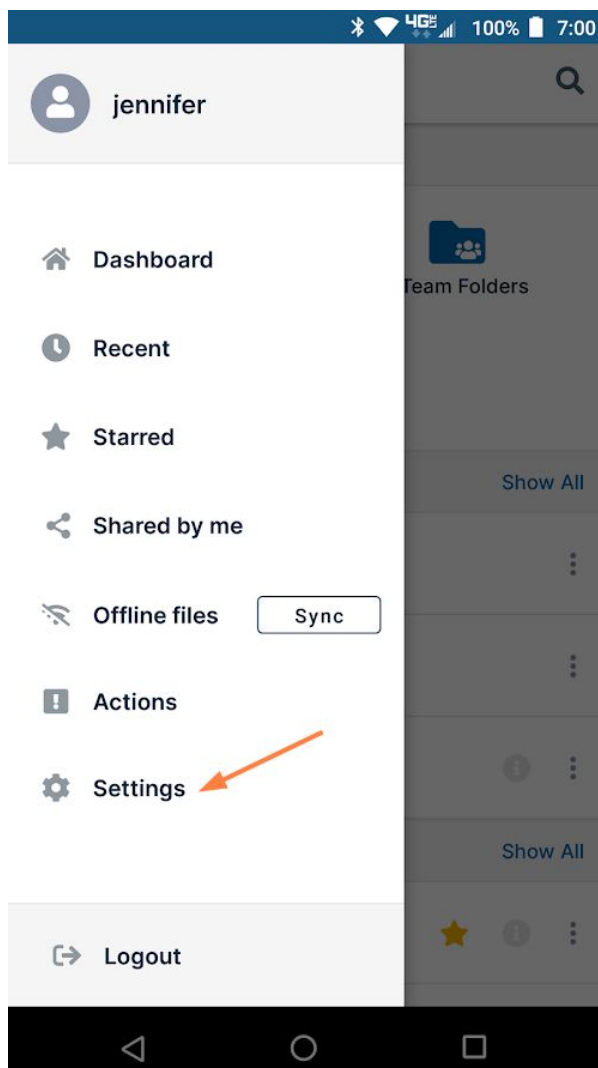 4GE 100% 7:00
jennifer
Dashboard
Team Folders
Recent
Starred
Show All
Shared by me
Offline files Sync
Actions
Settings
Show All
Logout